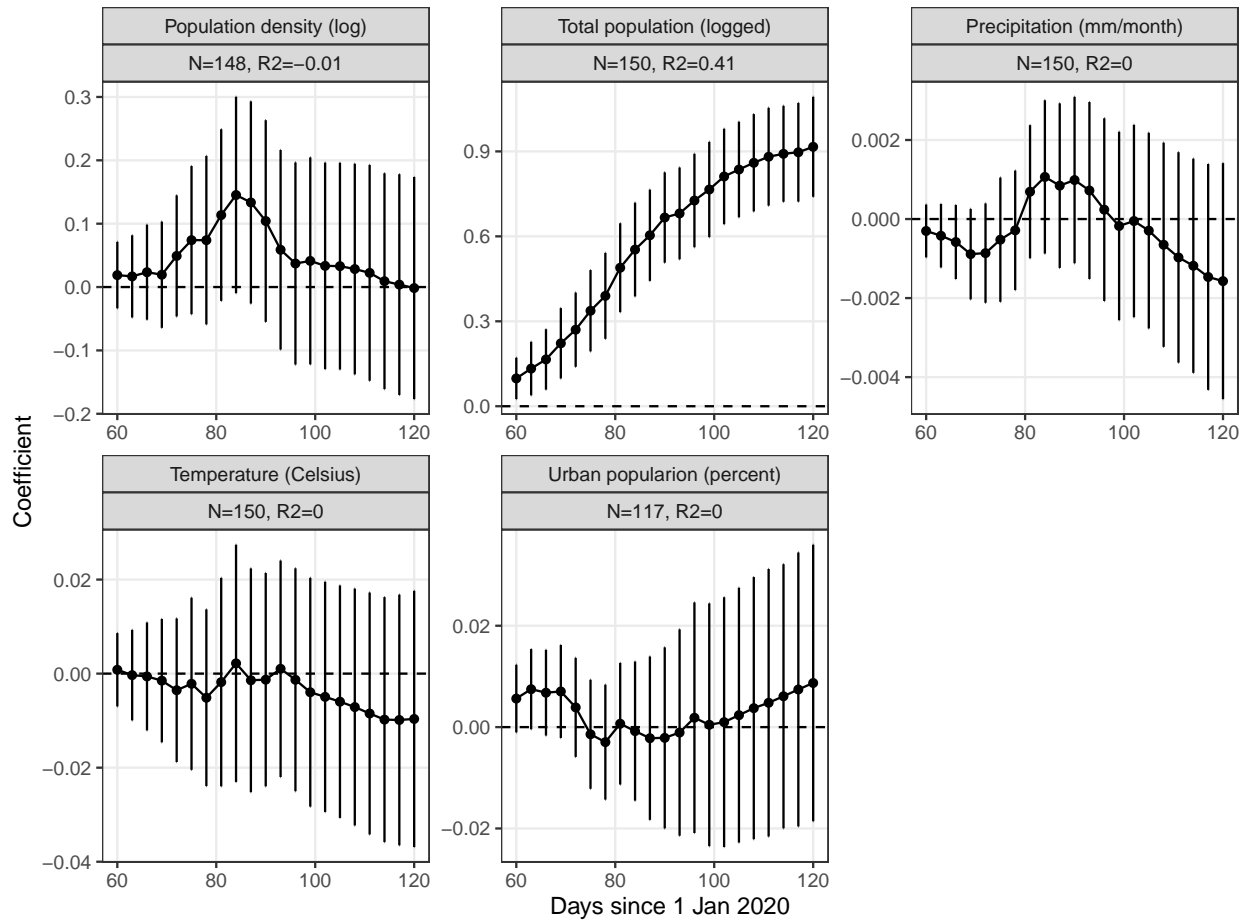 Population density (log)
N=148, R2=−0.01
0.3
0.2
0.1
0.0
−0.1
−0.2
60 80 100 120
Total population (logged)
N=150, R2=0.41
0.9
0.6
0.3
0.0
60 80 100 120
Precipitation (mm/month)
N=150, R2=0
0.002
0.000
−0.002
−0.004
60 80 100 120
Temperature (Celsius)
N=150, R2=0
0.02
0.00
−0.02
−0.04
60 80 100 120
Urban popularion (percent)
N=117, R2=0
0.02
0.00
−0.02
60 80 100 120
Coefficient
Days since 1 Jan 2020